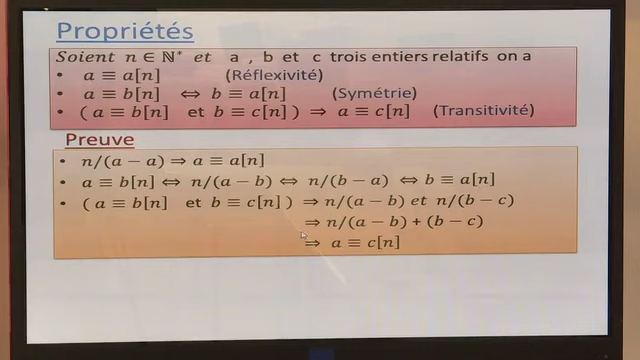 Propriétés
Soient n ∈ ℕ* et a , b et c trois entiers relatifs on a
• a ≡ a[n] (Réflexivité)
• a ≡ b[n] ⇔ b ≡ a[n] (Symétrie)
• ( a ≡ b[n] et b ≡ c[n] ) ⇒ a ≡ c[n] (Transitivité)
Preuve
• n/(a − a) ⇒ a ≡ a[n]
• a ≡ b[n] ⇔ n/(a − b) ⇔ n/(b − a) ⇔ b ≡ a[n]
• ( a ≡ b[n] et b ≡ c[n] ) ⇒ n/(a − b) et n/(b − c)
⇒ n/(a − b) + (b − c)
⇒ a ≡ c[n]